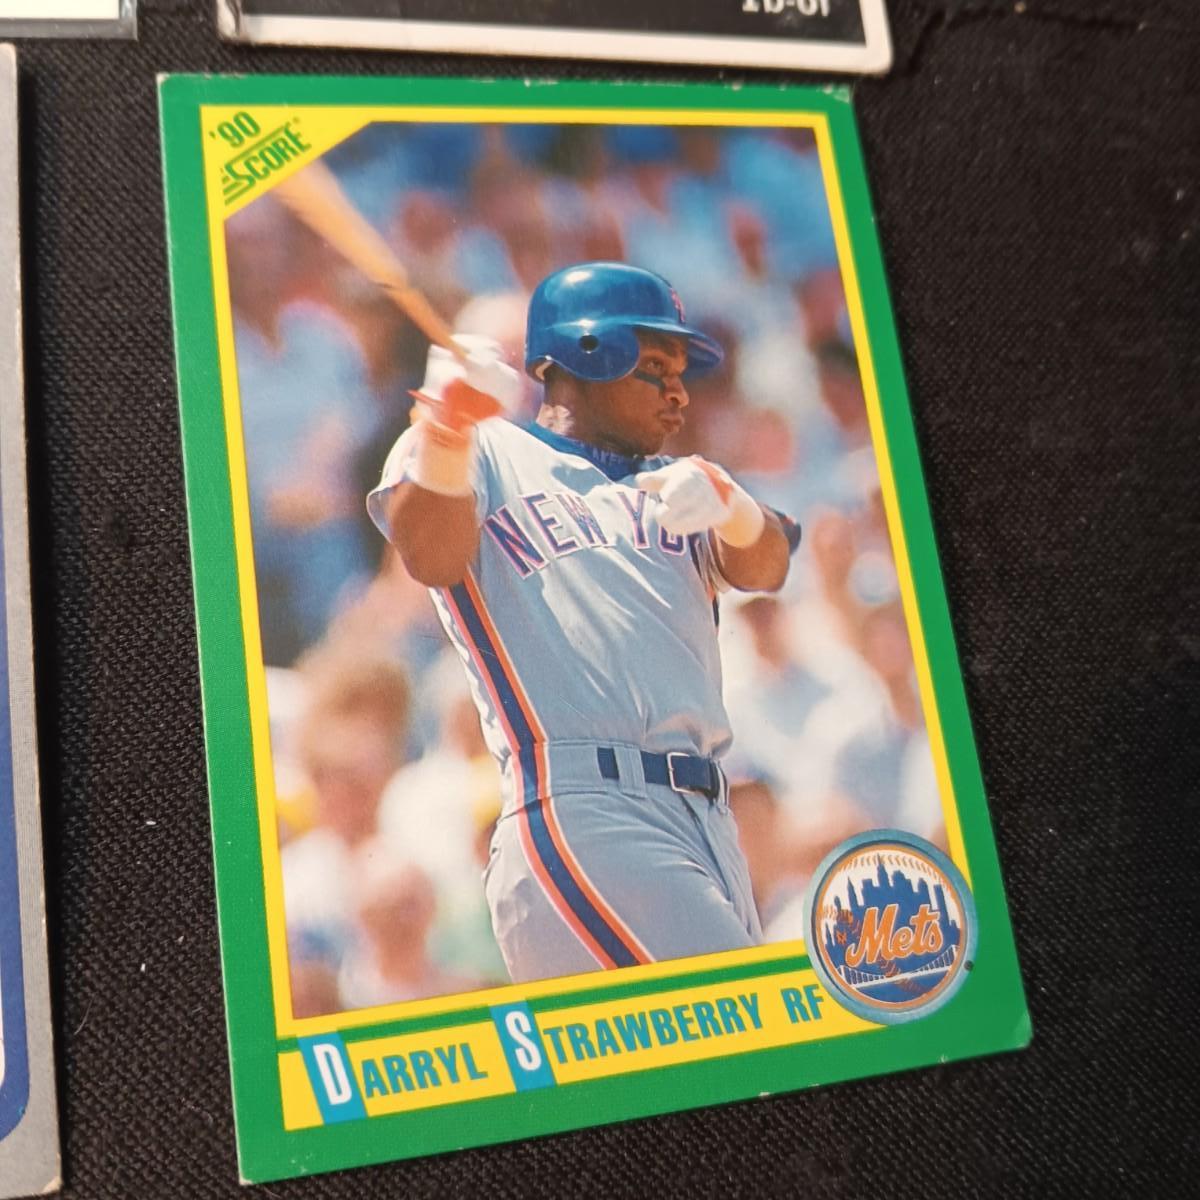 '90
SCORE
NEW YO
DARRYL STRAWBERRY RF
Mets